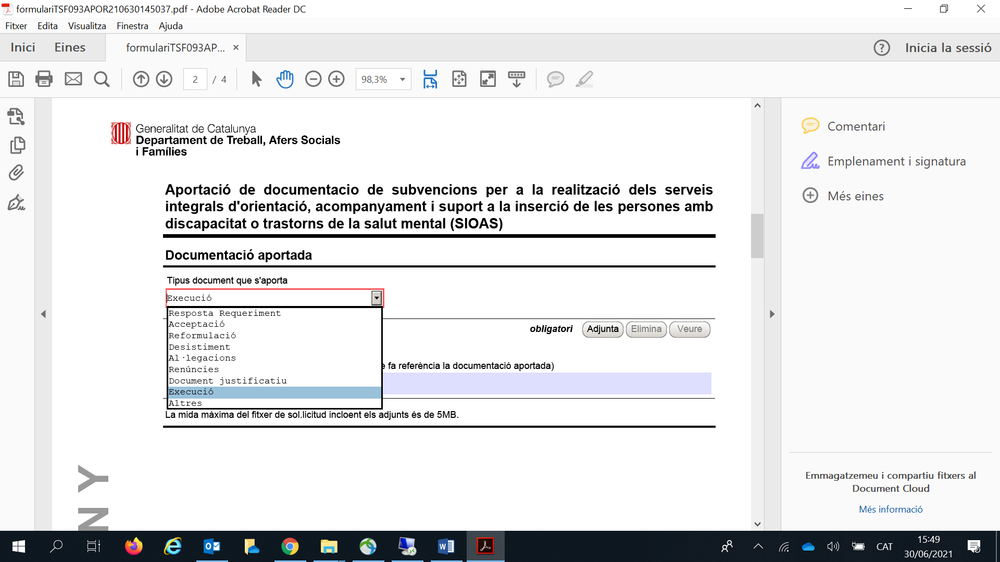 formulariTSF093APOR210630145037.pdf - Adobe Acrobat Reader DC
Fitxer Edita Visualitza Finestra Ajuda
Inici Eines formulariTSF093AP... × ? Inicia la sessió
2 / 4 98,3%
Generalitat de Catalunya
Departament de Treball, Afers Socials
i Famílies
Aportació de documentacio de subvencions per a la realització dels serveis
integrals d'orientació, acompanyament i suport a la inserció de les persones amb
discapacitat o trastorns de la salut mental (SIOAS)
Documentació aportada
Tipus document que s'aporta
Execució
Resposta Requeriment
Acceptació
Reformulació
Desistiment
Al·legacions
Renúncies
Document justificatiu
Execució
Altres
obligatori Adjunta Elimina Veure
e fa referència la documentació aportada)
La mida màxima del fitxer de sol.licitud incloent els adjunts és de 5MB.
NY
Comentari
Emplenament i signatura
Més eines
Emmagatzemeu i compartiu fitxers al
Document Cloud
Més informació
CAT
15:49
30/06/2021